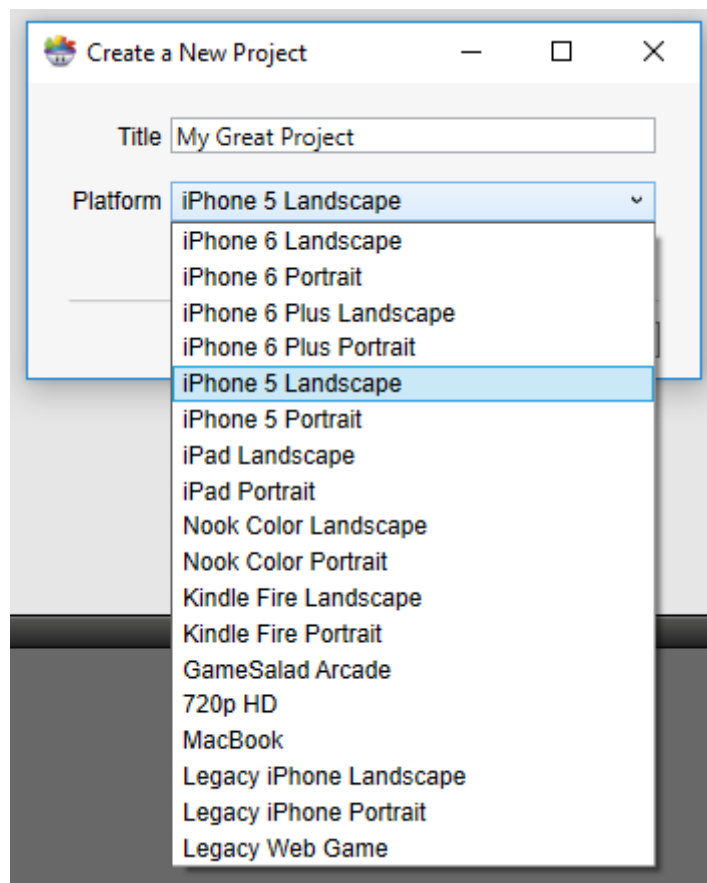 Create a New Project
Title My Great Project
Platform iPhone 5 Landscape
iPhone 6 Landscape
iPhone 6 Portrait
iPhone 6 Plus Landscape
iPhone 6 Plus Portrait
iPhone 5 Landscape
iPhone 5 Portrait
iPad Landscape
iPad Portrait
Nook Color Landscape
Nook Color Portrait
Kindle Fire Landscape
Kindle Fire Portrait
GameSalad Arcade
720p HD
MacBook
Legacy iPhone Landscape
Legacy iPhone Portrait
Legacy Web Game